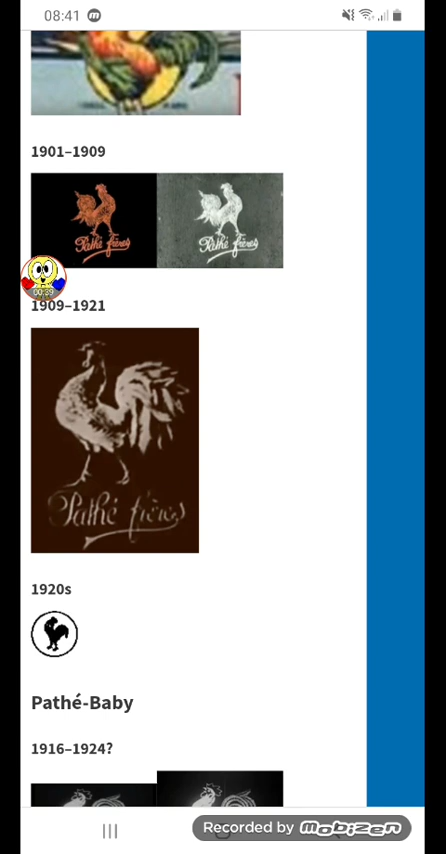 08:41
1901–1909
Pathé frères Pathé frères
00:39
1909–1921
Pathé frères
1920s
Pathé-Baby
1916–1924?
Recorded by Mobizen